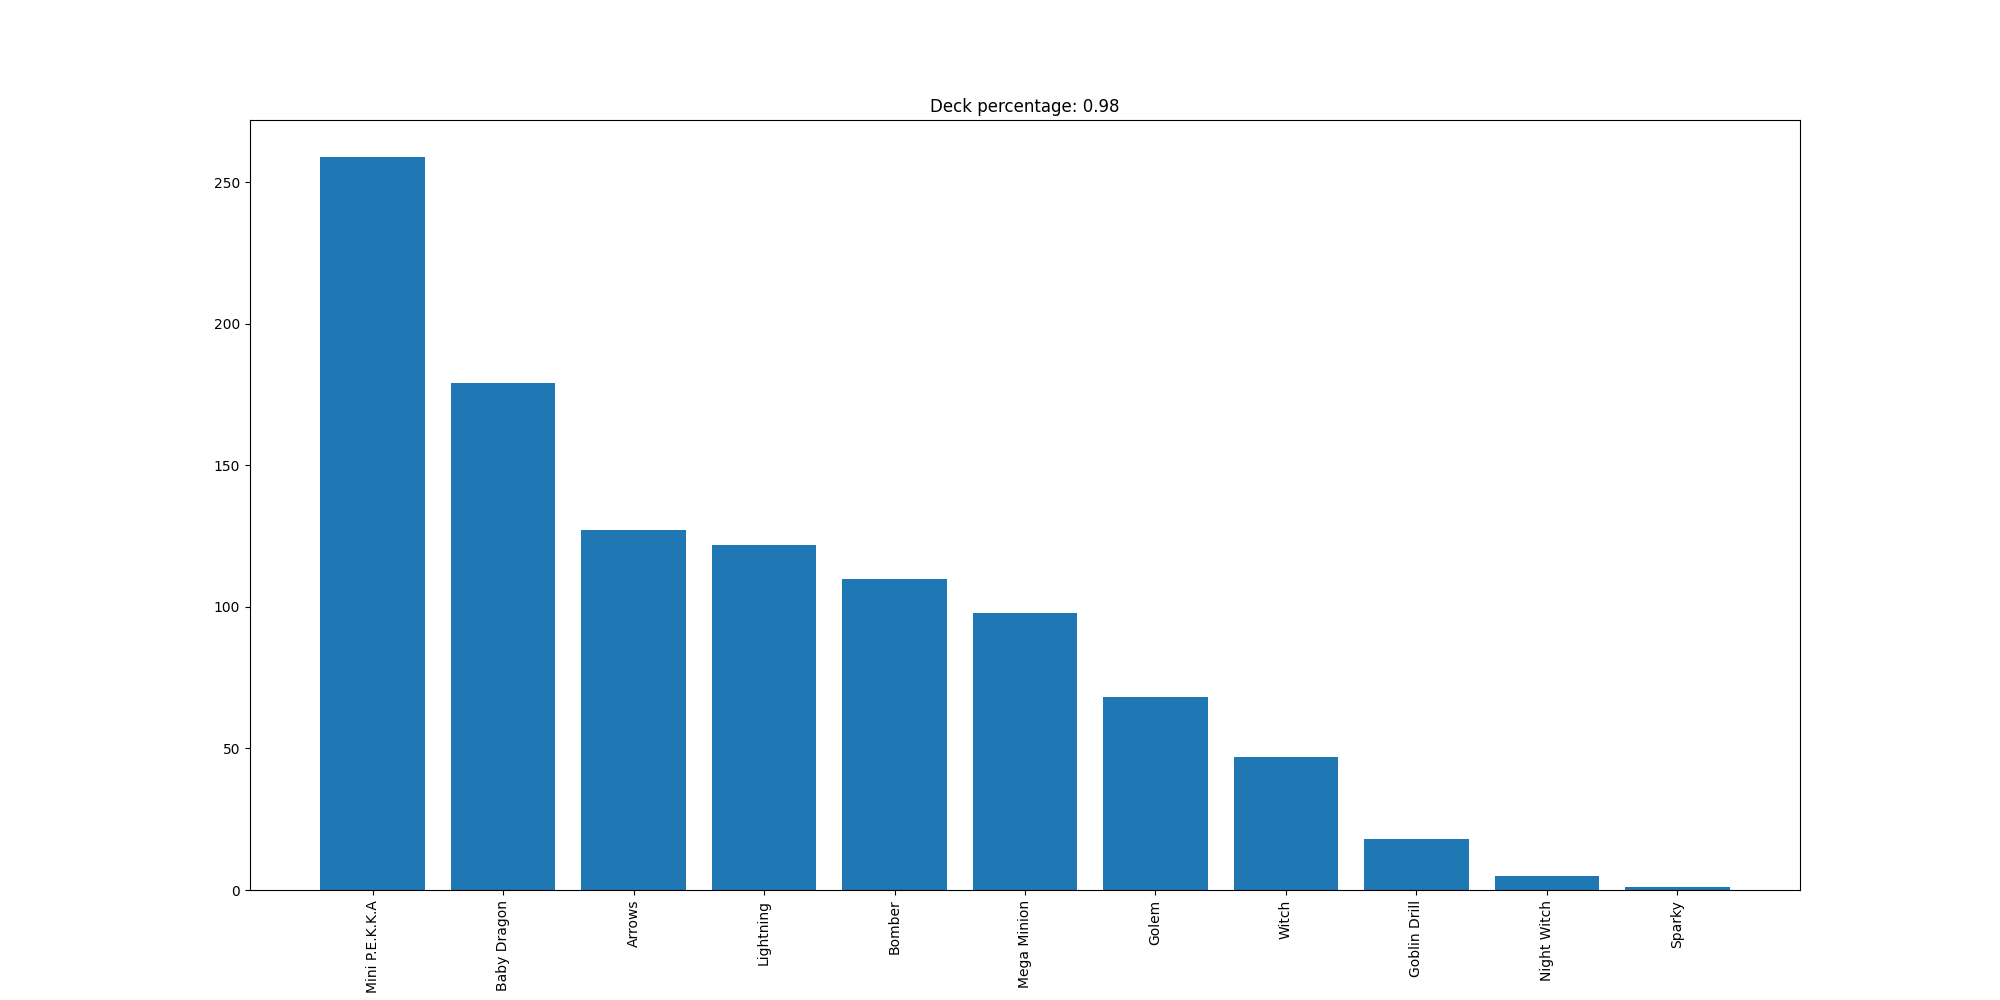 Deck percentage: 0.98
250
200
150
100
50
0
Mini P.E.K.K.A
Baby Dragon
Arrows
Lightning
Bomber
Mega Minion
Golem
Witch
Goblin Drill
Night Witch
Sparky